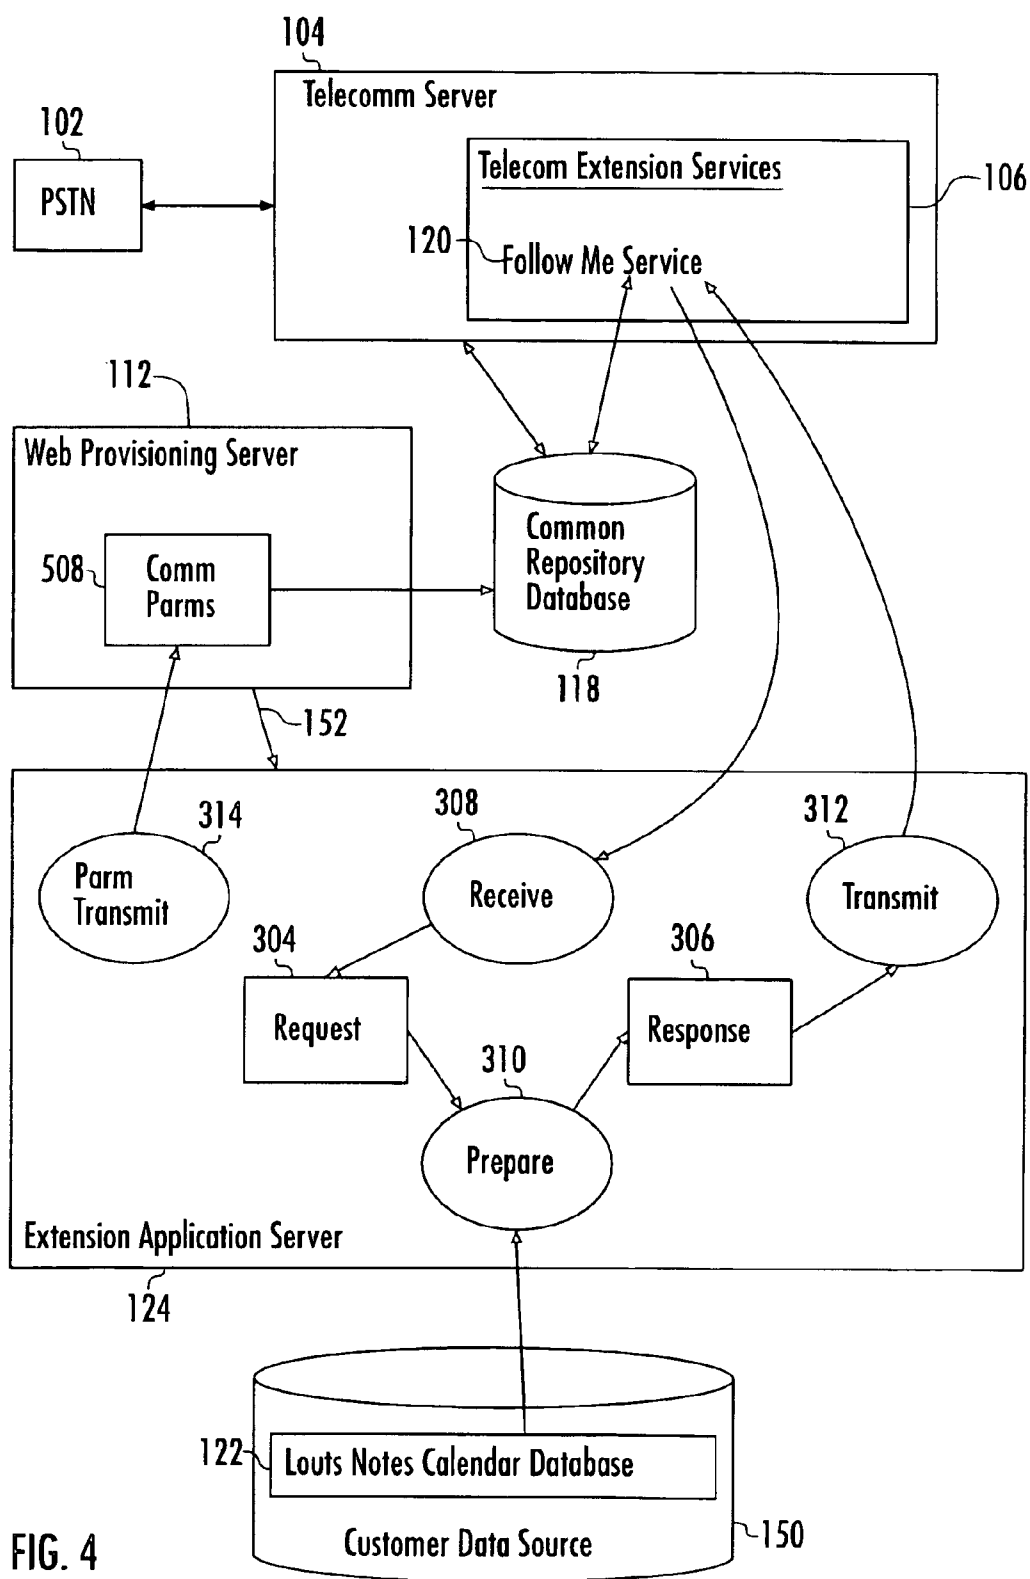 104
Telecomm Server
102
PSTN
Telecom Extension Services
106
120
Follow Me Service
112
Web Provisioning Server
508
Comm
Parms
Common
Repository
Database
118
152
314
Parm
Transmit
308
Receive
312
Transmit
304
Request
306
Response
310
Prepare
Extension Application Server
124
122
Louts Notes Calendar Database
Customer Data Source
150
FIG. 4